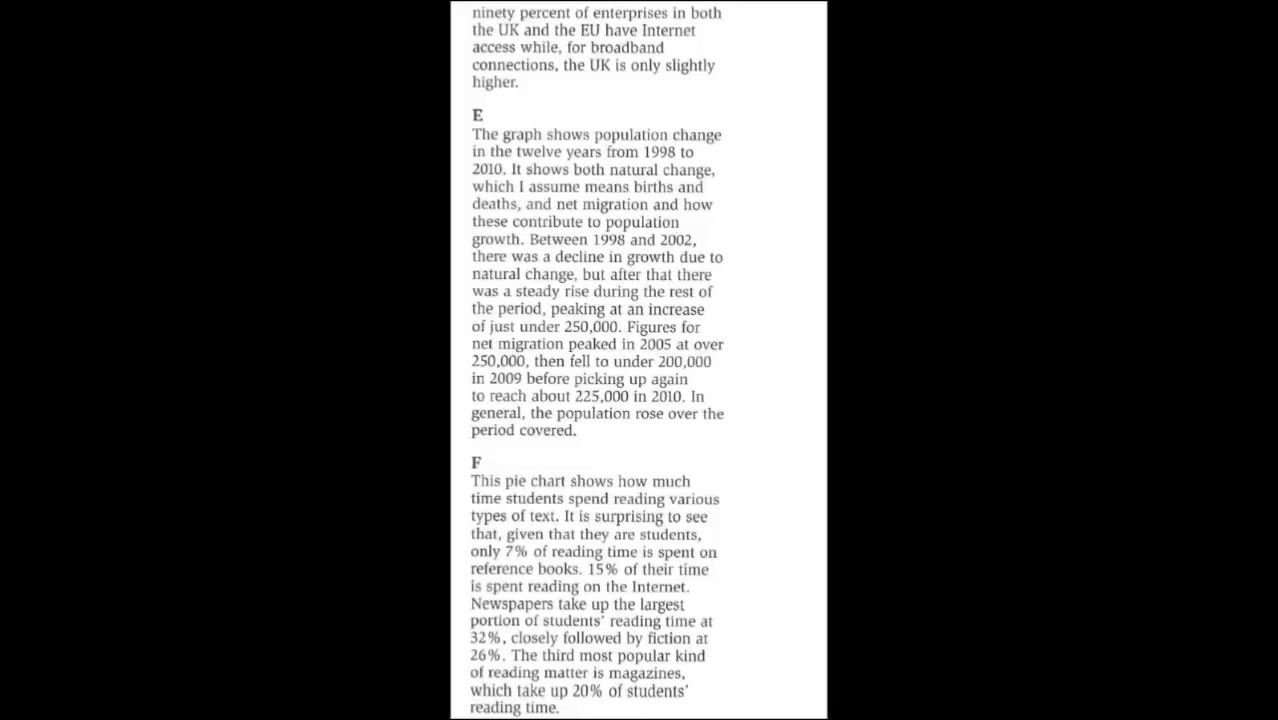 ninety percent of enterprises in both
the UK and the EU have Internet
access while, for broadband
connections, the UK is only slightly
higher.
E
The graph shows population change
in the twelve years from 1998 to
2010. It shows both natural change,
which I assume means births and
deaths, and net migration and how
these contribute to population
growth. Between 1998 and 2002,
there was a decline in growth due to
natural change, but after that there
was a steady rise during the rest of
the period, peaking at an increase
of just under 250,000. Figures for
net migration peaked in 2005 at over
250,000, then fell to under 200,000
in 2009 before picking up again
to reach about 225,000 in 2010. In
general, the population rose over the
period covered.
F
This pie chart shows how much
time students spend reading various
types of text. It is surprising to see
that, given that they are students,
only 7% of reading time is spent on
reference books. 15% of their time
is spent reading on the Internet.
Newspapers take up the largest
portion of students' reading time at
32%, closely followed by fiction at
26%. The third most popular kind
of reading matter is magazines,
which take up 20% of students'
reading time.